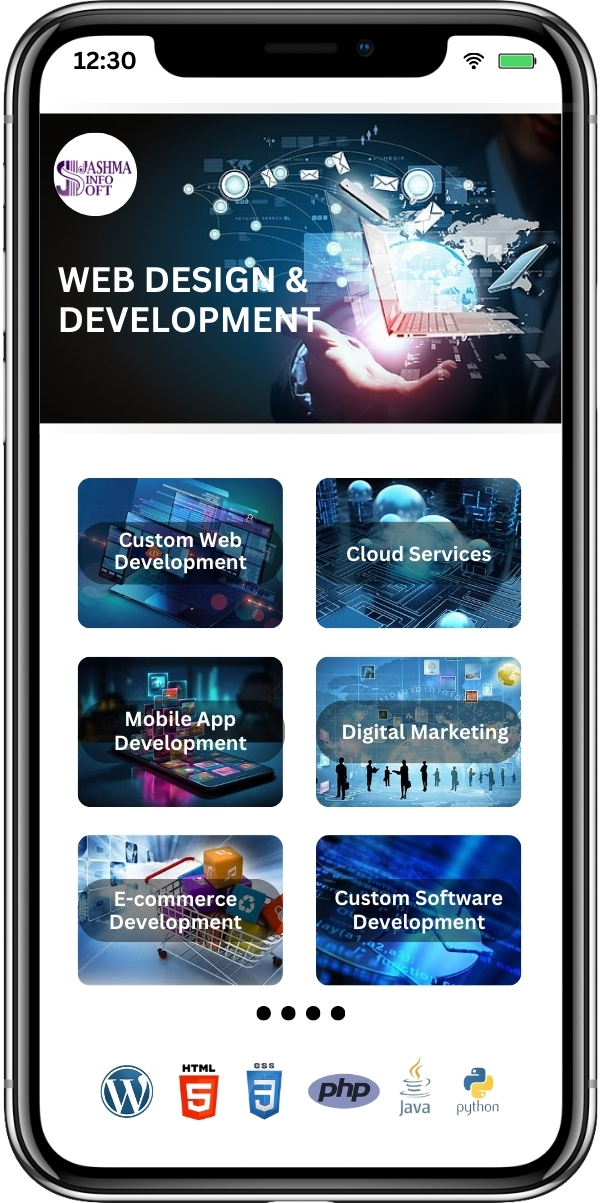 12:30
JASHMA
INFO
SOFT
WEB DESIGN &
DEVELOPMENT
Custom Web
Development
Cloud Services
Mobile App
Development
Digital Marketing
E-commerce
Development
Custom Software
Development
HTML
5
CSS
3
php
Java
python